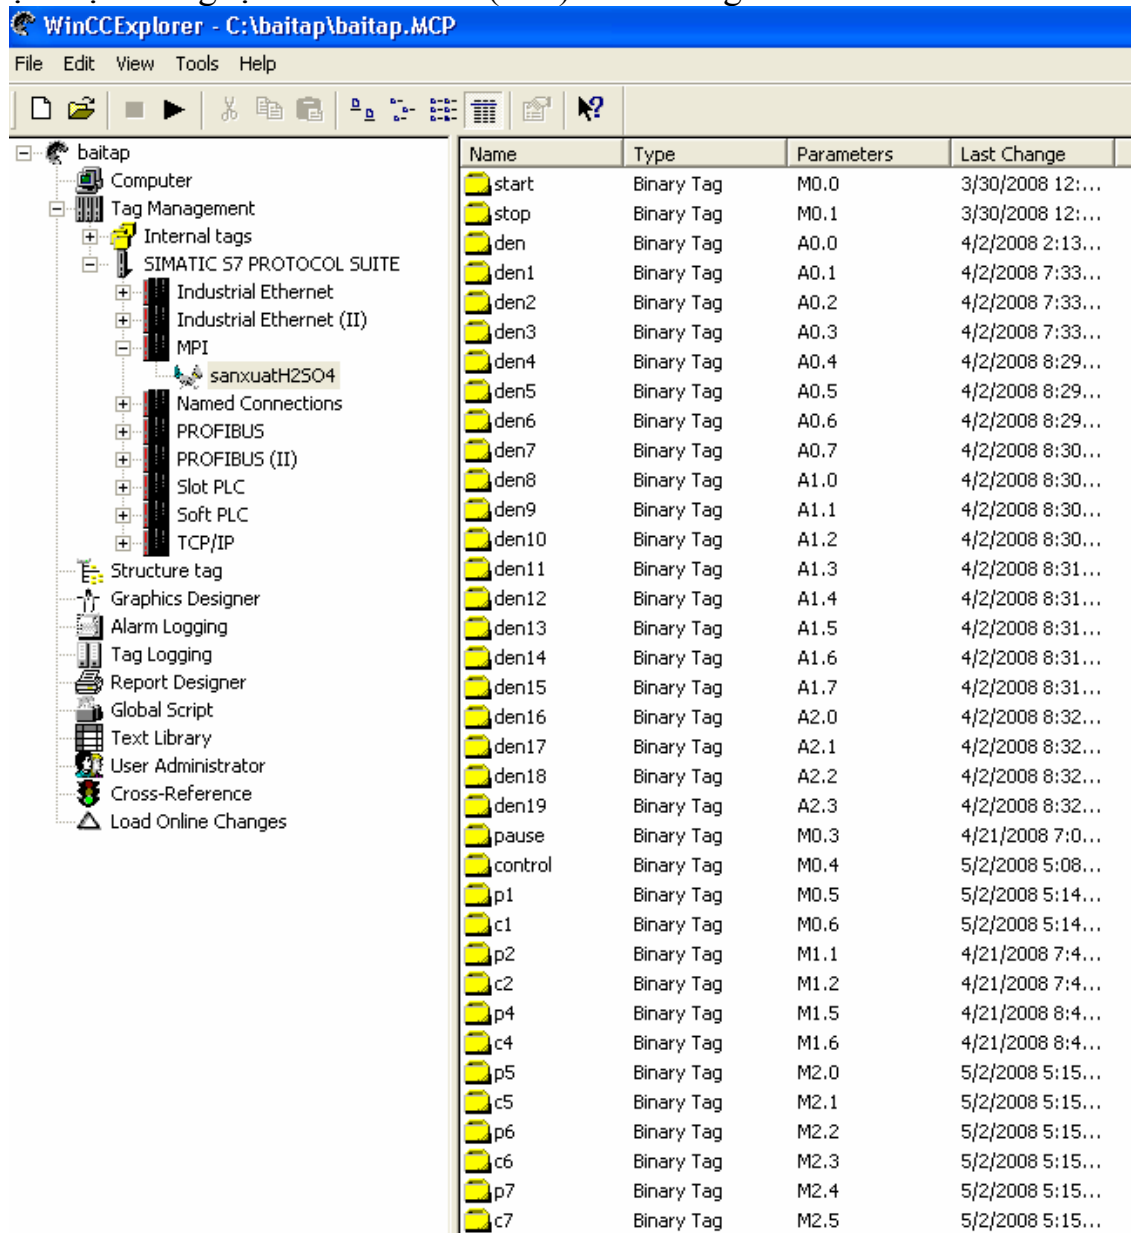 WinCCExplorer - C:\baitap\baitap.MCP
File Edit View Tools Help
baitap
Computer
Tag Management
Internal tags
SIMATIC S7 PROTOCOL SUITE
Industrial Ethernet
Industrial Ethernet (II)
MPI
sanxuatH2SO4
Named Connections
PROFIBUS
PROFIBUS (II)
Slot PLC
Soft PLC
TCP/IP
Structure tag
Graphics Designer
Alarm Logging
Tag Logging
Report Designer
Global Script
Text Library
User Administrator
Cross-Reference
Load Online Changes
Name Type Parameters Last Change
start Binary Tag M0.0 3/30/2008 12:...
stop Binary Tag M0.1 3/30/2008 12:...
den Binary Tag A0.0 4/2/2008 2:13...
den1 Binary Tag A0.1 4/2/2008 7:33...
den2 Binary Tag A0.2 4/2/2008 7:33...
den3 Binary Tag A0.3 4/2/2008 7:33...
den4 Binary Tag A0.4 4/2/2008 8:29...
den5 Binary Tag A0.5 4/2/2008 8:29...
den6 Binary Tag A0.6 4/2/2008 8:29...
den7 Binary Tag A0.7 4/2/2008 8:30...
den8 Binary Tag A1.0 4/2/2008 8:30...
den9 Binary Tag A1.1 4/2/2008 8:30...
den10 Binary Tag A1.2 4/2/2008 8:30...
den11 Binary Tag A1.3 4/2/2008 8:31...
den12 Binary Tag A1.4 4/2/2008 8:31...
den13 Binary Tag A1.5 4/2/2008 8:31...
den14 Binary Tag A1.6 4/2/2008 8:31...
den15 Binary Tag A1.7 4/2/2008 8:31...
den16 Binary Tag A2.0 4/2/2008 8:32...
den17 Binary Tag A2.1 4/2/2008 8:32...
den18 Binary Tag A2.2 4/2/2008 8:32...
den19 Binary Tag A2.3 4/2/2008 8:32...
pause Binary Tag M0.3 4/21/2008 7:0...
control Binary Tag M0.4 5/2/2008 5:08...
p1 Binary Tag M0.5 5/2/2008 5:14...
c1 Binary Tag M0.6 5/2/2008 5:14...
p2 Binary Tag M1.1 4/21/2008 7:4...
c2 Binary Tag M1.2 4/21/2008 7:4...
p4 Binary Tag M1.5 4/21/2008 8:4...
c4 Binary Tag M1.6 4/21/2008 8:4...
p5 Binary Tag M2.0 5/2/2008 5:15...
c5 Binary Tag M2.1 5/2/2008 5:15...
p6 Binary Tag M2.2 5/2/2008 5:15...
c6 Binary Tag M2.3 5/2/2008 5:15...
p7 Binary Tag M2.4 5/2/2008 5:15...
c7 Binary Tag M2.5 5/2/2008 5:15...